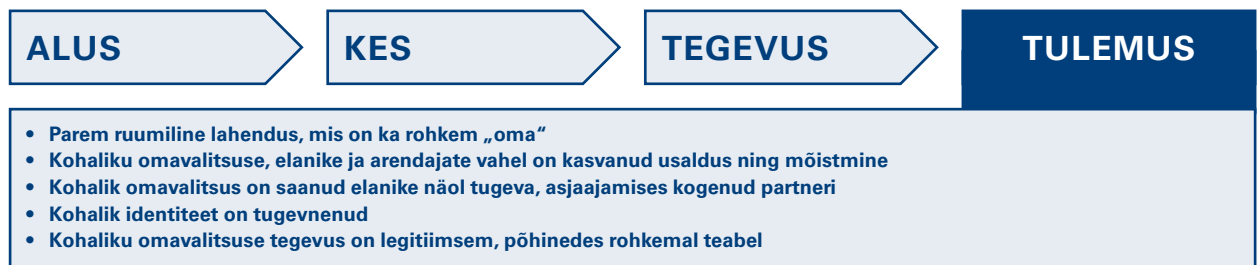 ALUS
KES
TEGEVUS
TULEMUS
• Parem ruumiline lahendus, mis on ka rohkem „oma“
• Kohaliku omavalitsuse, elanike ja arendajate vahel on kasvanud usaldus ning mõistmine
• Kohalik omavalitsus on saanud elanike näol tugeva, asjaajamises kogenud partneri
• Kohalik identiteet on tugevnenud
• Kohaliku omavalitsuse tegevus on legitiimsem, põhinedes rohkemal teabel